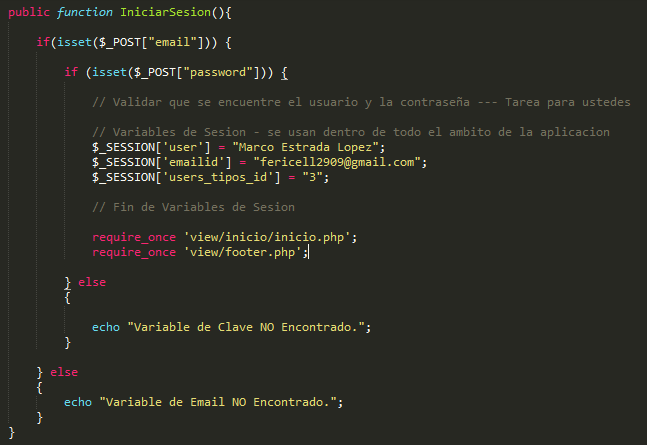 public function IniciarSesion(){
if(isset($_POST["email"])) {
if (isset($_POST["password"])) {
// Validar que se encuentre el usuario y la contraseña --- Tarea para ustedes
// Variables de Sesion - se usan dentro de todo el ambito de la aplicacion
$_SESSION['user'] = "Marco Estrada Lopez";
$_SESSION['emailid'] = "fericell2909@gmail.com";
$_SESSION['users_tipos_id'] = "3";
// Fin de Variables de Sesion
require_once 'view/inicio/inicio.php';
require_once 'view/footer.php';
} else
{
echo "Variable de Clave NO Encontrado.";
}
} else
{
echo "Variable de Email NO Encontrado.";
}
}